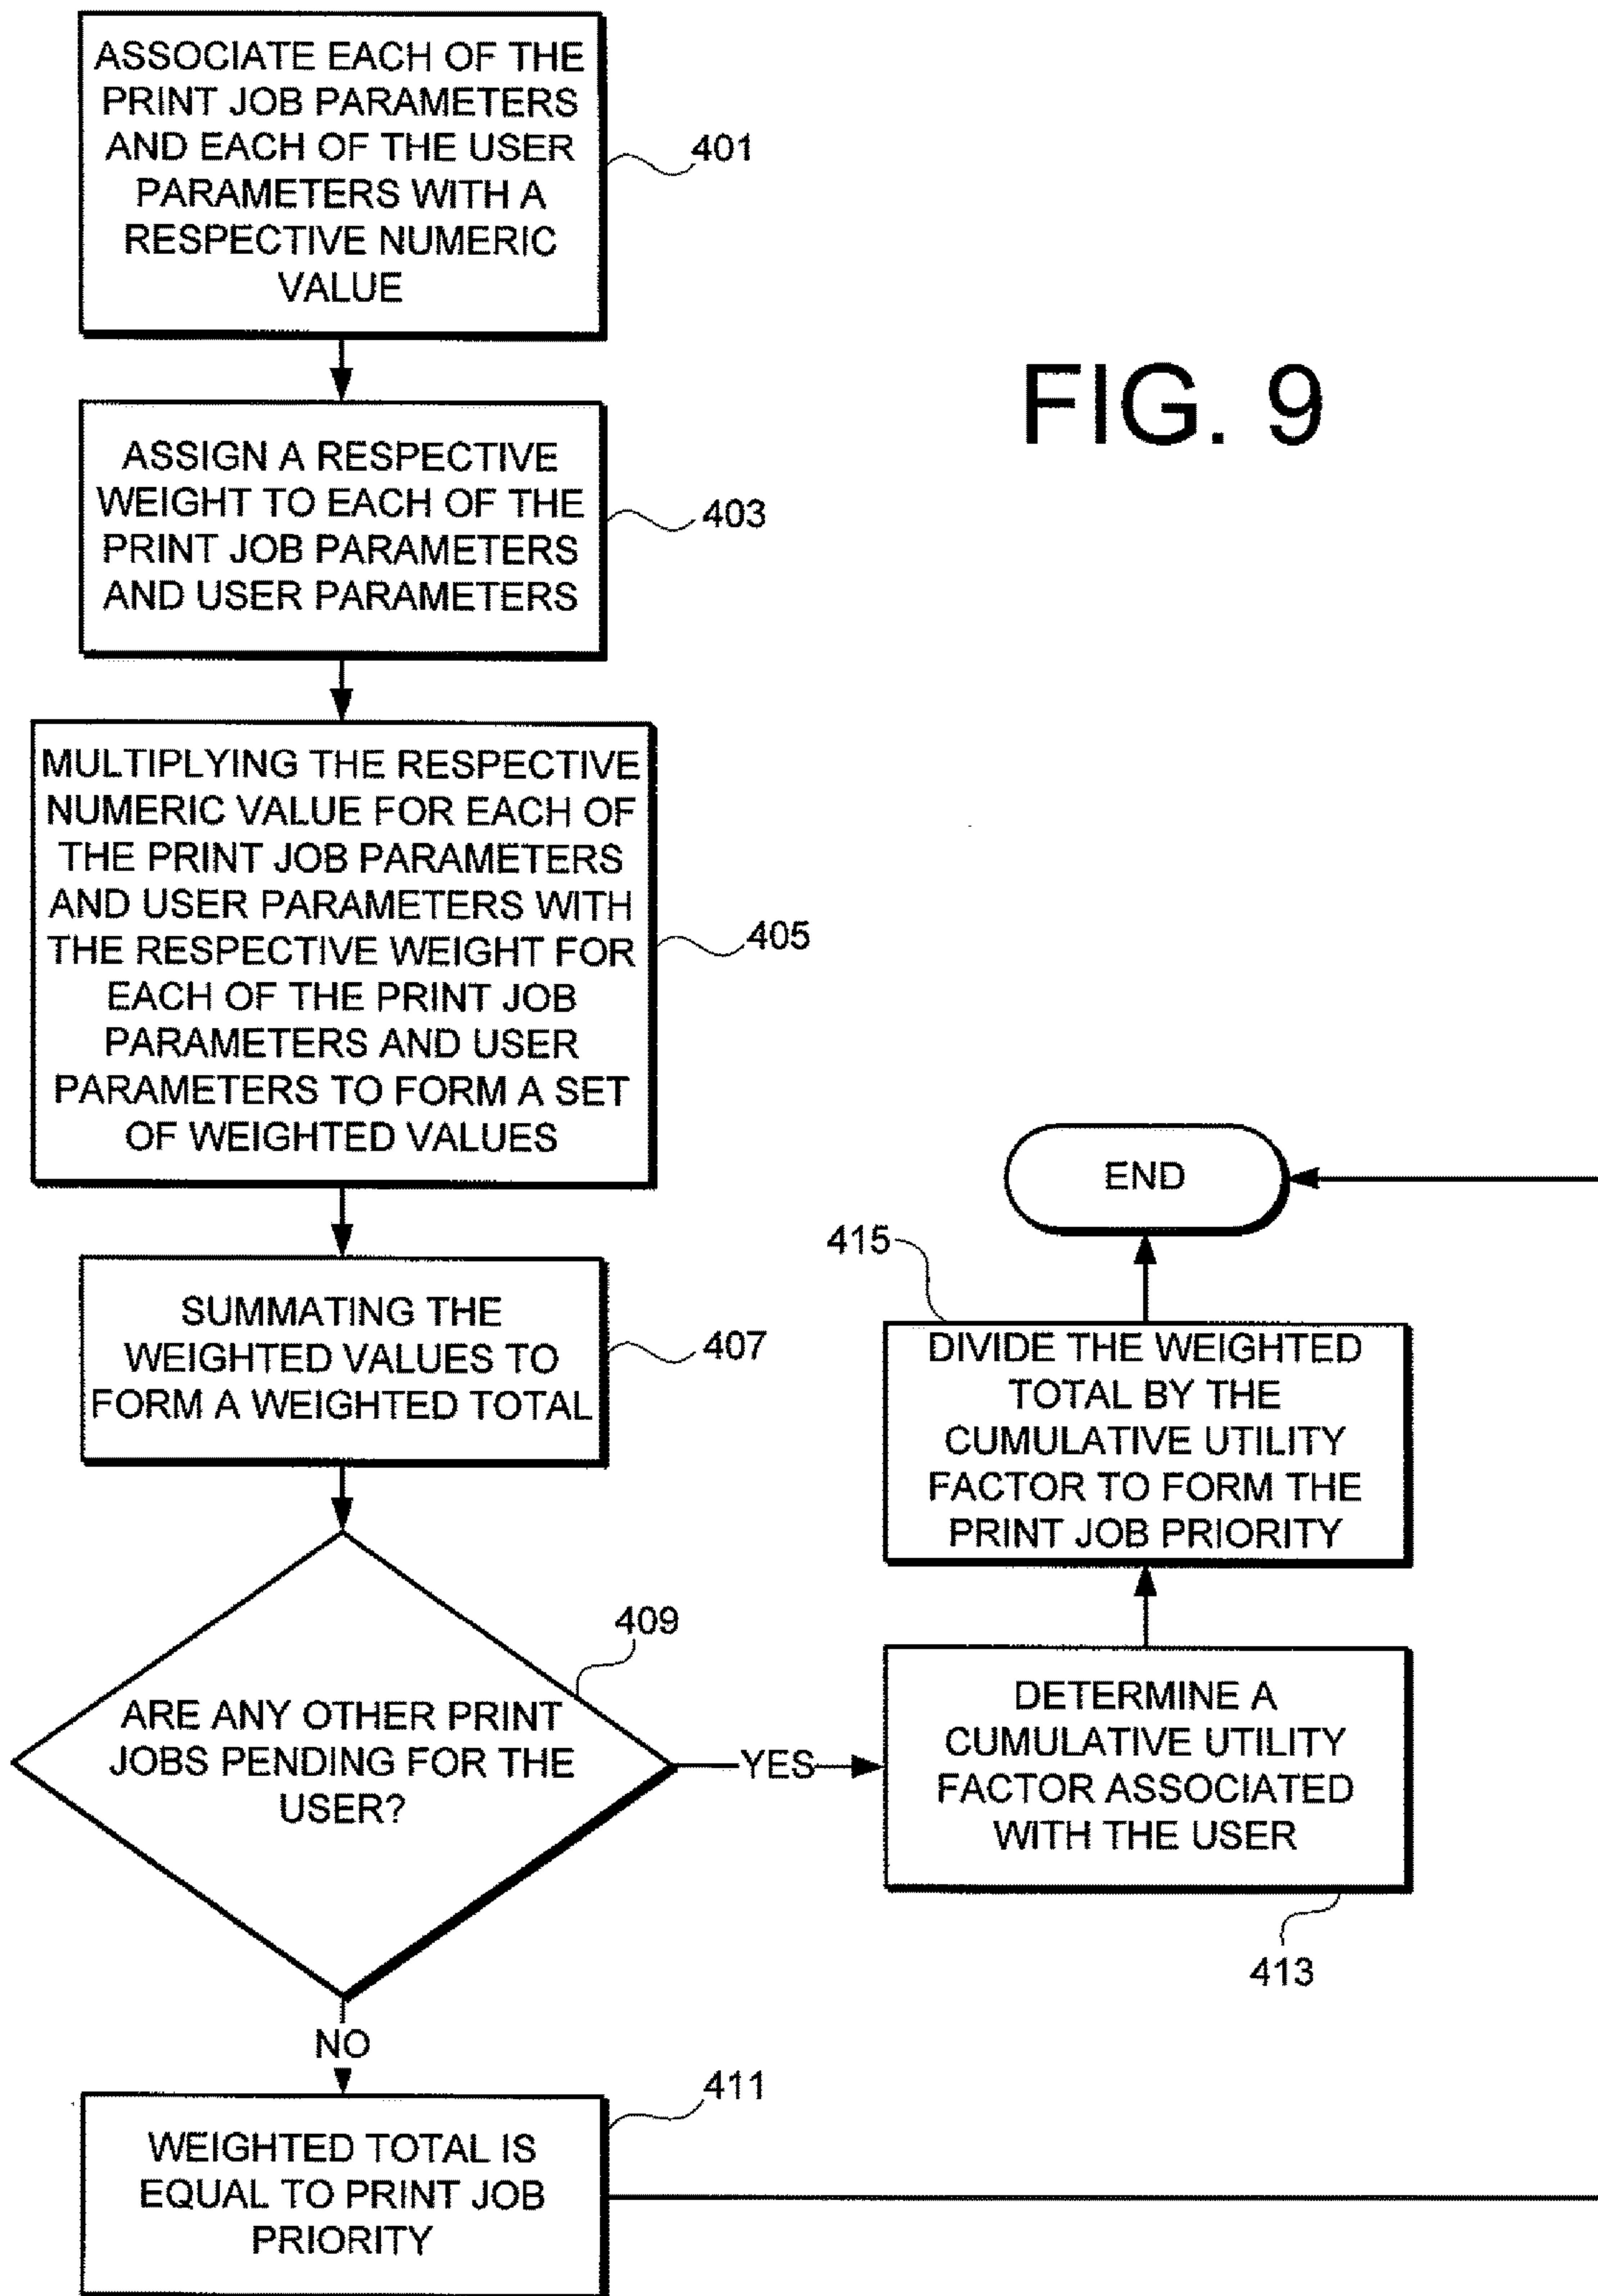 ASSOCIATE EACH OF THE
PRINT JOB PARAMETERS
AND EACH OF THE USER
PARAMETERS WITH A
RESPECTIVE NUMERIC
VALUE
401
FIG. 9
ASSIGN A RESPECTIVE
WEIGHT TO EACH OF THE
PRINT JOB PARAMETERS
AND USER PARAMETERS
403
MULTIPLYING THE RESPECTIVE
NUMERIC VALUE FOR EACH OF
THE PRINT JOB PARAMETERS
AND USER PARAMETERS WITH
THE RESPECTIVE WEIGHT FOR
EACH OF THE PRINT JOB
PARAMETERS AND USER
PARAMETERS TO FORM A SET
OF WEIGHTED VALUES
405
SUMMATING THE
WEIGHTED VALUES TO
FORM A WEIGHTED TOTAL
407
ARE ANY OTHER PRINT
JOBS PENDING FOR THE
USER?
409
YES
NO
WEIGHTED TOTAL IS
EQUAL TO PRINT JOB
PRIORITY
411
DETERMINE A
CUMULATIVE UTILITY
FACTOR ASSOCIATED
WITH THE USER
413
DIVIDE THE WEIGHTED
TOTAL BY THE
CUMULATIVE UTILITY
FACTOR TO FORM THE
PRINT JOB PRIORITY
415
END